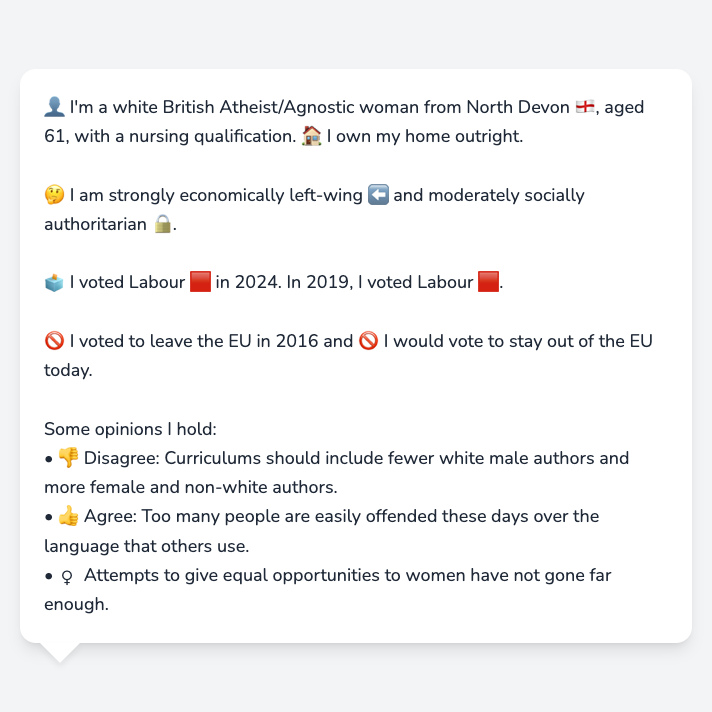 👤 I'm a white British Atheist/Agnostic woman from North Devon 🏴󠁧󠁢󠁥󠁮󠁧󠁿, aged
61, with a nursing qualification. 🏠 I own my home outright.
🤔 I am strongly economically left-wing ⬅️ and moderately socially
authoritarian 🔒.
🗳️ I voted Labour 🟥 in 2024. In 2019, I voted Labour 🟥.
🚫 I voted to leave the EU in 2016 and 🚫 I would vote to stay out of the EU
today.
Some opinions I hold:
• 👎 Disagree: Curriculums should include fewer white male authors and
more female and non-white authors.
• 👍 Agree: Too many people are easily offended these days over the
language that others use.
• ♀ Attempts to give equal opportunities to women have not gone far
enough.